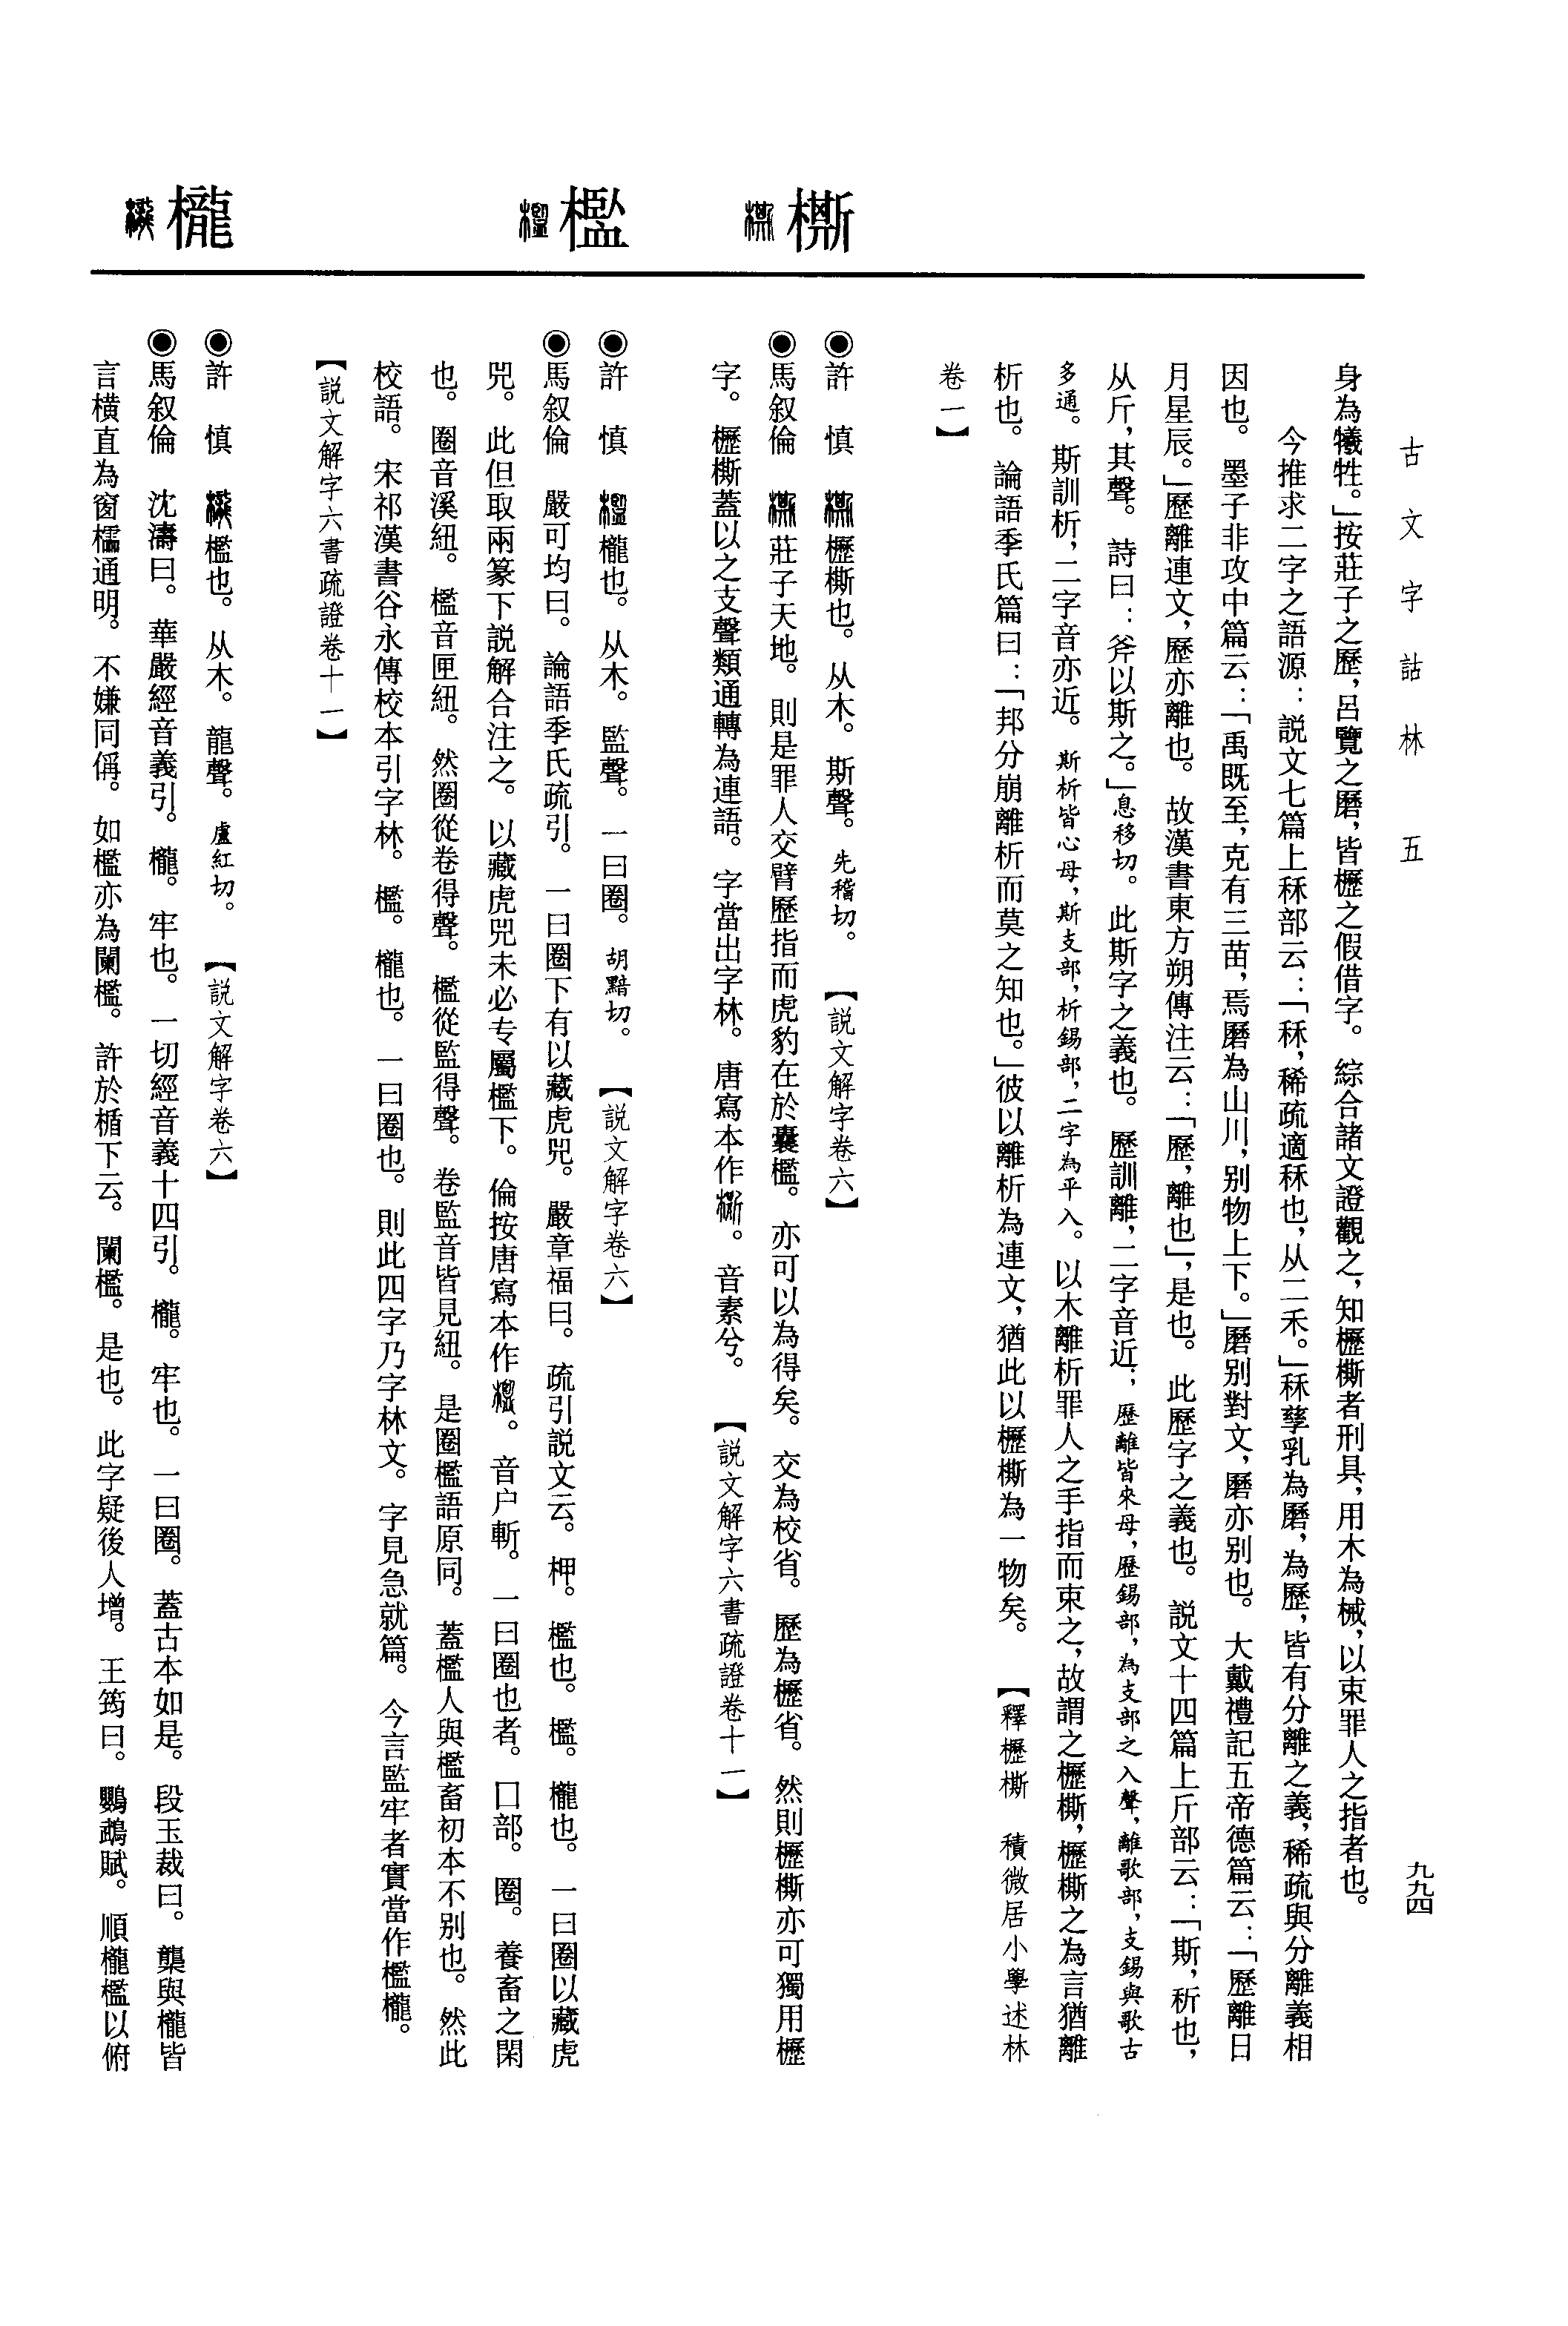 古文字詁林　五
九九四
身為犧牲。」按莊子之歷，呂覽之磿，皆櫪之假借字。綜合諸文證觀之，知櫪㯕者刑具，用木為械，以束罪人之指者也。
今推求二字之語源：説文七篇上秝部云：「秝，稀疏適秝也，从二禾。」秝孳乳為磿，為歷，皆有分離之義，稀疏與分離義相
因也。墨子非攻中篇云：「禹既至，克有三苗，焉磿為山川，别物上下。」磿别對文，磿亦别也。大戴禮記五帝德篇云：「歷離日
月星辰。」歷離連文，歷亦離也。故漢書東方朔傳注云：「歷，離也」，是也。此歷字之義也。説文十四篇上斤部云：「斯，析也，
从斤，其聲。詩曰：斧以斯之。」息移切。此斯字之義也。歷訓離，二字音近；歷離皆來母，歷錫部，為支部之入聲，離歌部，支錫與歌古
多通。斯訓析，二字音亦近。斯析皆心母，斯支部，析錫部，二字為平入。以木離析罪人之手指而束之，故謂之櫪㯕，櫪㯕之為言猶離
析也。論語季氏篇曰：「邦分崩離析而莫之知也。」彼以離析為連文，猶此以櫪㯕為一物矣。【釋櫪㯕　積微居小學述林
卷一】
㯕
◉許　慎　櫪㯕也。从木。斯聲。先稽切。【説文解字卷六】
◉馬叙倫　莊子天地。則是罪人交臂歷指而虎豹在於囊檻。亦可以為得矣。交為校省。歷為櫪省。然則櫪㯕亦可獨用櫪
字。櫪㯕蓋以之支聲類通轉為連語。字當出字林。唐寫本作。音素兮。【説文解字六書疏證卷十一】
檻
◉許　慎　櫳也。从木。監聲。一曰圈。胡黯切。【説文解字卷六】
◉馬叙倫　嚴可均曰。論語季氏疏引。一曰圈下有以藏虎兕。嚴章福曰。疏引説文云。柙。檻也。檻。櫳也。一曰圈以藏虎
兕。此但取兩篆下説解合注之。以藏虎兕未必专屬檻下。倫按唐寫本作。音户斬。一曰圈也者。囗部。圈。養畜之閑
也。圈音溪紐。檻音匣紐。然圈從卷得聲。檻從監得聲。卷監音皆見紐。是圈檻語原同。蓋檻人與檻畜初本不别也。然此
校語。宋祁漢書谷永傳校本引字林。檻。櫳也。一曰圈也。則此四字乃字林文。字見急就篇。今言監牢者實當作檻櫳。
【説文解字六書疏證卷十一】
櫳
◉許　慎　檻也。从木。龍聲。盧紅切。【説文解字卷六】
◉馬叙倫　沈濤曰。華嚴經音義引。櫳。牢也。一切經音義十四引。櫳。牢也。一曰圈。蓋古本如是。段玉裁曰。龒與櫳皆
言橫直為窗櫺通明。不嫌同偁。如檻亦為闌檻。許於楯下云。闌檻。是也。此字疑後人增。王筠曰。鸚鵡賦。順櫳檻以俯